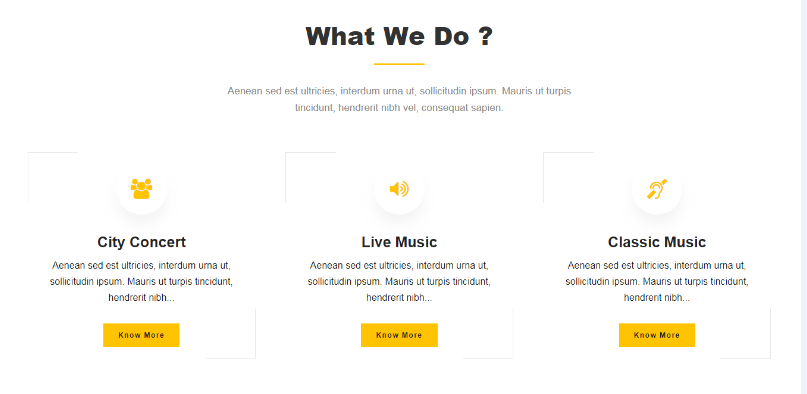 What We Do ?
Aenean sed est ultricies, interdum urna ut, sollicitudin ipsum. Mauris ut turpis
tincidunt, hendrerit nibh vel, consequat sapien.
City Concert
Aenean sed est ultricies, interdum urna ut,
sollicitudin ipsum. Mauris ut turpis tincidunt,
hendrerit nibh...
Know More
Live Music
Aenean sed est ultricies, interdum urna ut,
sollicitudin ipsum. Mauris ut turpis tincidunt,
hendrerit nibh...
Know More
Classic Music
Aenean sed est ultricies, interdum urna ut,
sollicitudin ipsum. Mauris ut turpis tincidunt,
hendrerit nibh...
Know More